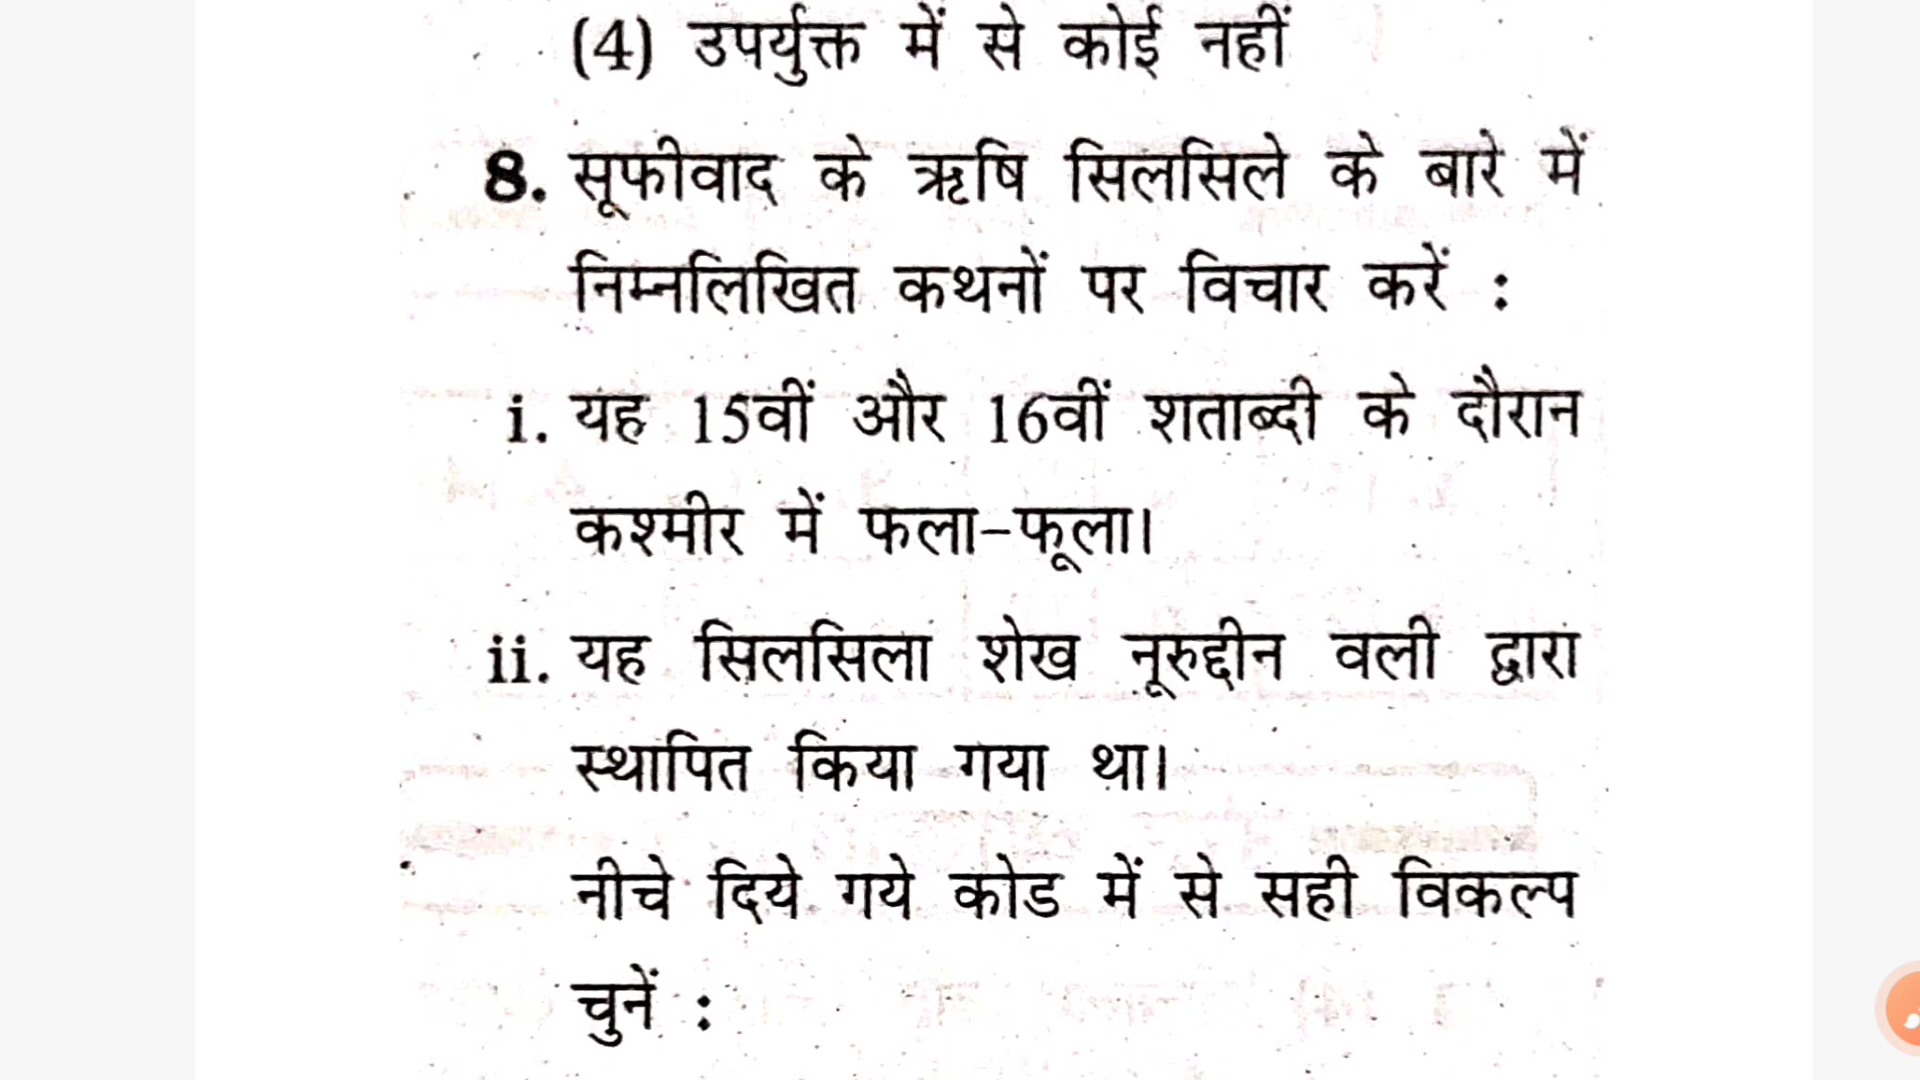 (4) उपर्युक्त में से कोई नहीं
8. सूफीवाद के ऋषि सिलसिले के बारे में
निम्नलिखित कथनों पर विचार करें :
i. यह 15वीं और 16वीं शताब्दी के दौरान
कश्मीर में फला-फूला।
ii. यह सिलसिला शेख नूरुद्दीन वली द्वारा
स्थापित किया गया था।
नीचे दिये गये कोड में से सही विकल्प
चुनें :